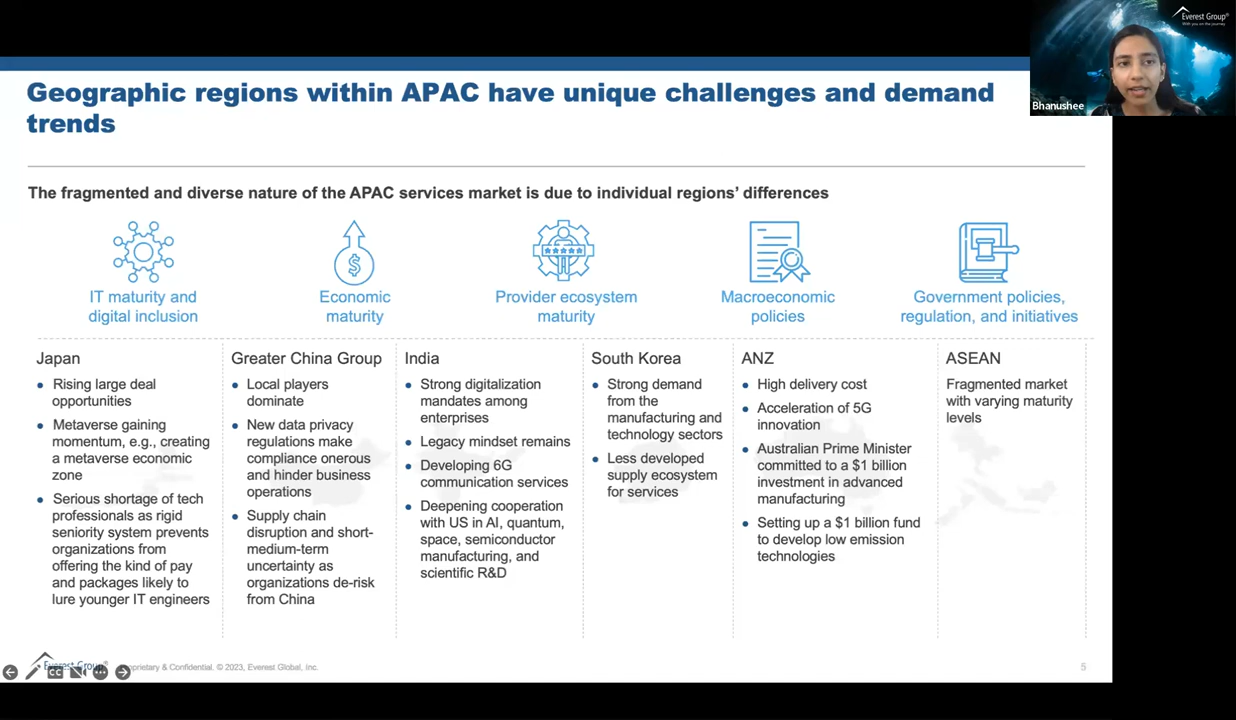 Everest Group®
With you on the journey
Bhanushee
Geographic regions within APAC have unique challenges and demand
trends
The fragmented and diverse nature of the APAC services market is due to individual regions' differences
IT maturity and
digital inclusion
Economic
maturity
Provider ecosystem
maturity
Macroeconomic
policies
Government policies,
regulation, and initiatives
Japan
• Rising large deal
opportunities
• Metaverse gaining
momentum, e.g., creating
a metaverse economic
zone
• Serious shortage of tech
professionals as rigid
seniority system prevents
organizations from
offering the kind of pay
and packages likely to
lure younger IT engineers
Greater China Group
• Local players
dominate
• New data privacy
regulations make
compliance onerous
and hinder business
operations
• Supply chain
disruption and short-
medium-term
uncertainty as
organizations de-risk
from China
India
• Strong digitalization
mandates among
enterprises
• Legacy mindset remains
• Developing 6G
communication services
• Deepening cooperation
with US in AI, quantum,
space, semiconductor
manufacturing, and
scientific R&D
South Korea
• Strong demand
from the
manufacturing and
technology sectors
• Less developed
supply ecosystem
for services
ANZ
• High delivery cost
• Acceleration of 5G
innovation
• Australian Prime Minister
committed to a $1 billion
investment in advanced
manufacturing
• Setting up a $1 billion fund
to develop low emission
technologies
ASEAN
Fragmented market
with varying maturity
levels
Everest Group® Proprietary & Confidential. © 2023, Everest Global, Inc.
5